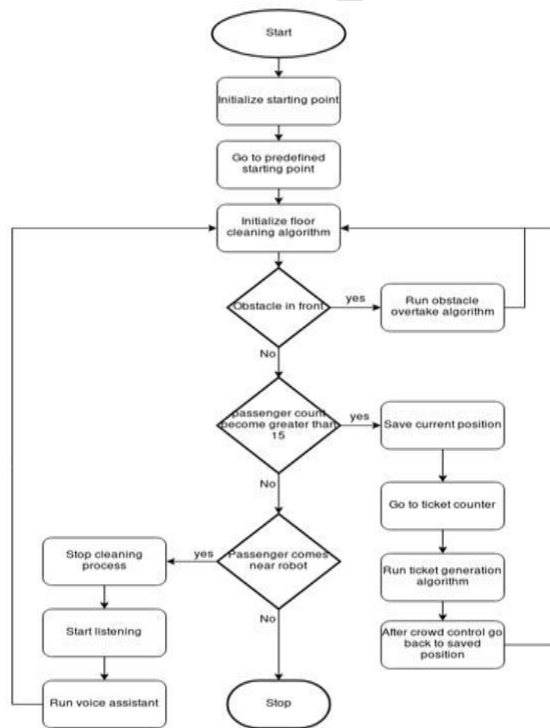 Start
Initialize starting point
Go to predefined
starting point
Initialize floor
cleaning algorithm
Obstacle in front
yes
Run obstacle
overtake algorithm
No
passenger count
become greater than
15
yes
Save current position
No
Go to ticket counter
Passenger comes
near robot
yes
Stop cleaning
process
Run ticket generation
algorithm
Start listening
No
After crowd control go
back to saved
position
Run voice assistant
Stop